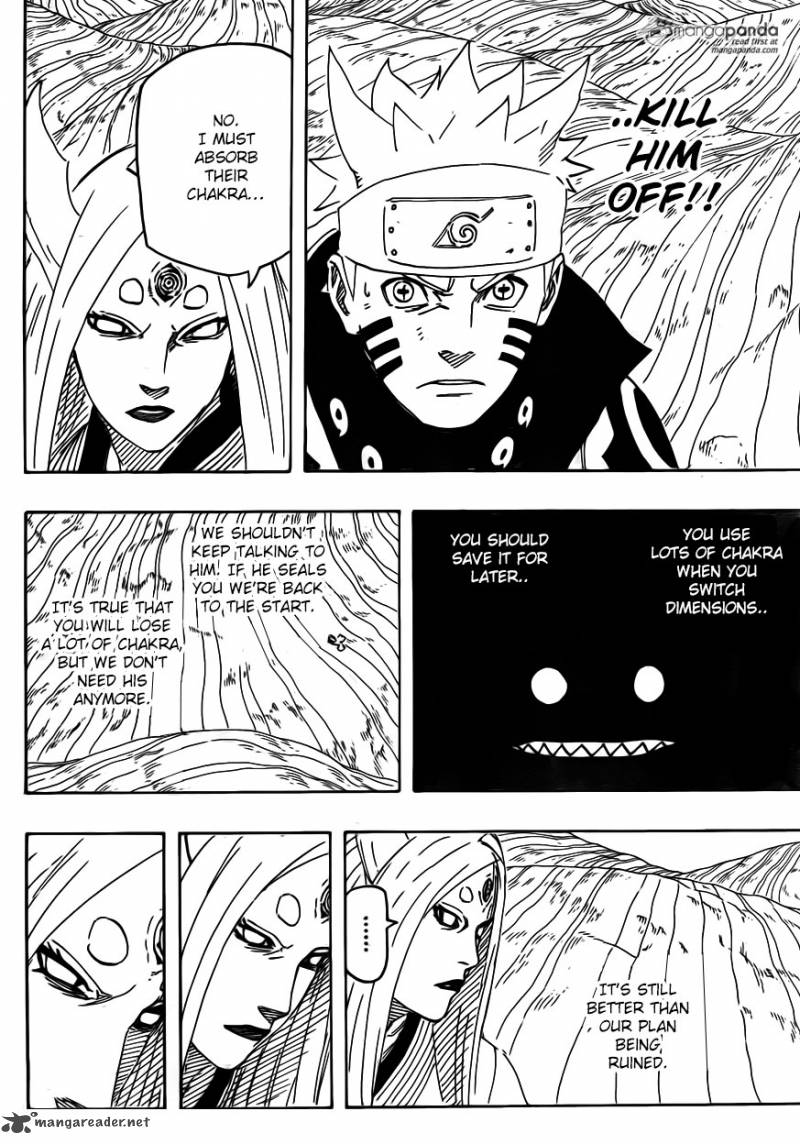 mangapanda
read first at
mangapanda.com
..KILL
HIM
OFF!!
NO.
I MUST
ABSORB
THEIR
CHAKRA...
YOU USE
LOTS OF CHAKRA
WHEN YOU
SWITCH
DIMENSIONS..
YOU SHOULD
SAVE IT FOR
LATER..
WE SHOULDN'T
KEEP TALKING TO
HIM! IF HE SEALS
YOU WE'RE BACK
TO THE START.
IT'S TRUE THAT
YOU WILL LOSE
A LOT OF CHAKRA,
BUT WE DON'T
NEED HIS
ANYMORE.
IT'S STILL
BETTER THAN
OUR PLAN
BEING
RUINED.
......
mangareader.net